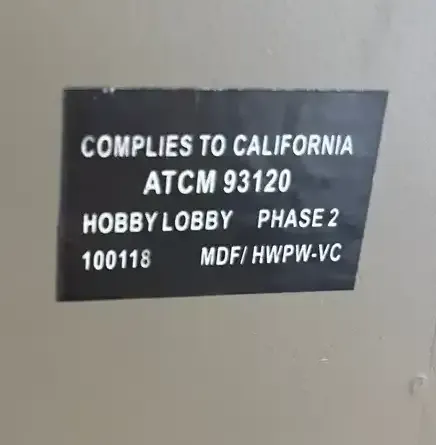 COMPLIES TO CALIFORNIA
ATCM 93120
HOBBY LOBBY PHASE 2
100118 MDF/ HWPW-VC